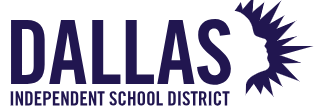 DALLAS
INDEPENDENT SCHOOL DISTRICT